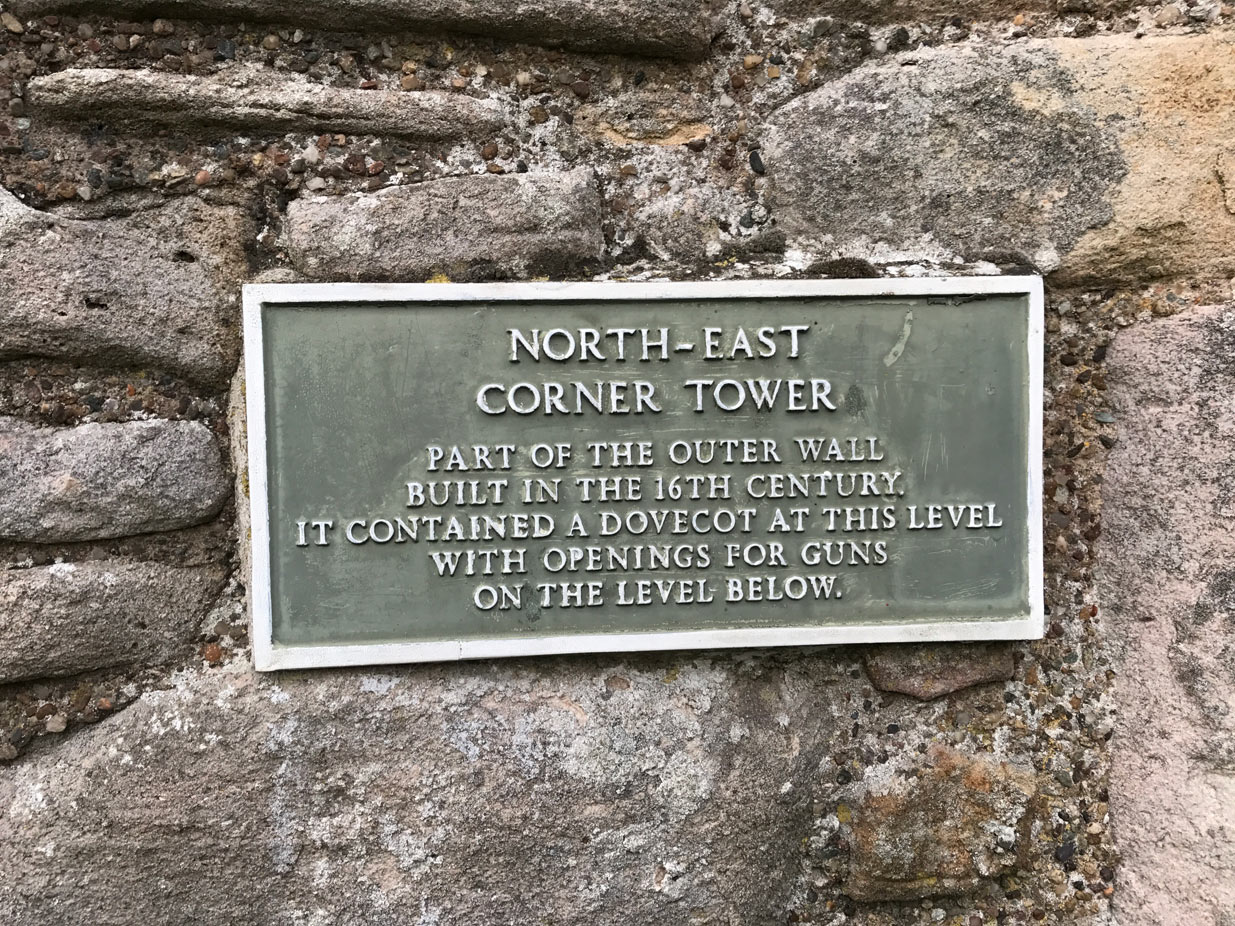 NORTH-EAST
CORNER TOWER
PART OF THE OUTER WALL
BUILT IN THE 16TH CENTURY.
IT CONTAINED A DOVECOT AT THIS LEVEL
WITH OPENINGS FOR GUNS
ON THE LEVEL BELOW.